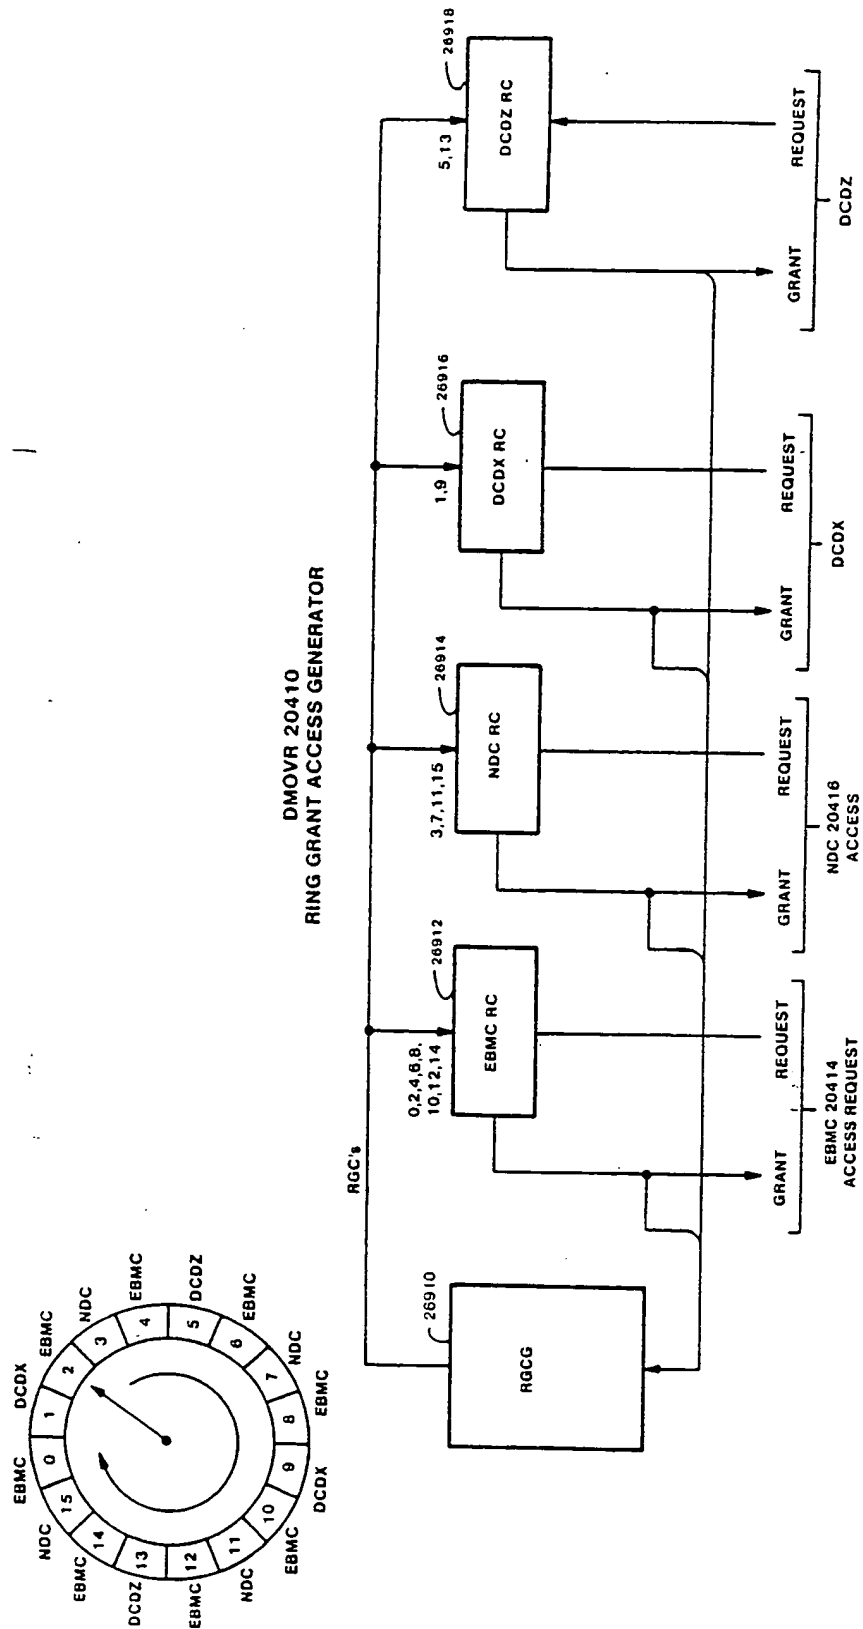 DMOVR 20410
RING GRANT ACCESS GENERATOR
EBMC
DCDX
EBMC
NDC
EBMC
DCDZ
EBMC
NDC
EBMC
DCDX
EBMC
NDC
EBMC
DCDZ
EBMC
NDC
0
1
2
3
4
5
6
7
8
9
10
11
12
13
14
15
RGC's
26910
RGCG
0,2,4,6,8,
10,12,14
26912
EBMC RC
3,7,11,15
26914
NDC RC
1,9
26916
DCDX RC
5,13
26918
DCDZ RC
GRANT
REQUEST
EBMC 20414
ACCESS REQUEST
GRANT
REQUEST
NDC 20416
ACCESS
GRANT
REQUEST
DCDX
GRANT
REQUEST
DCDZ